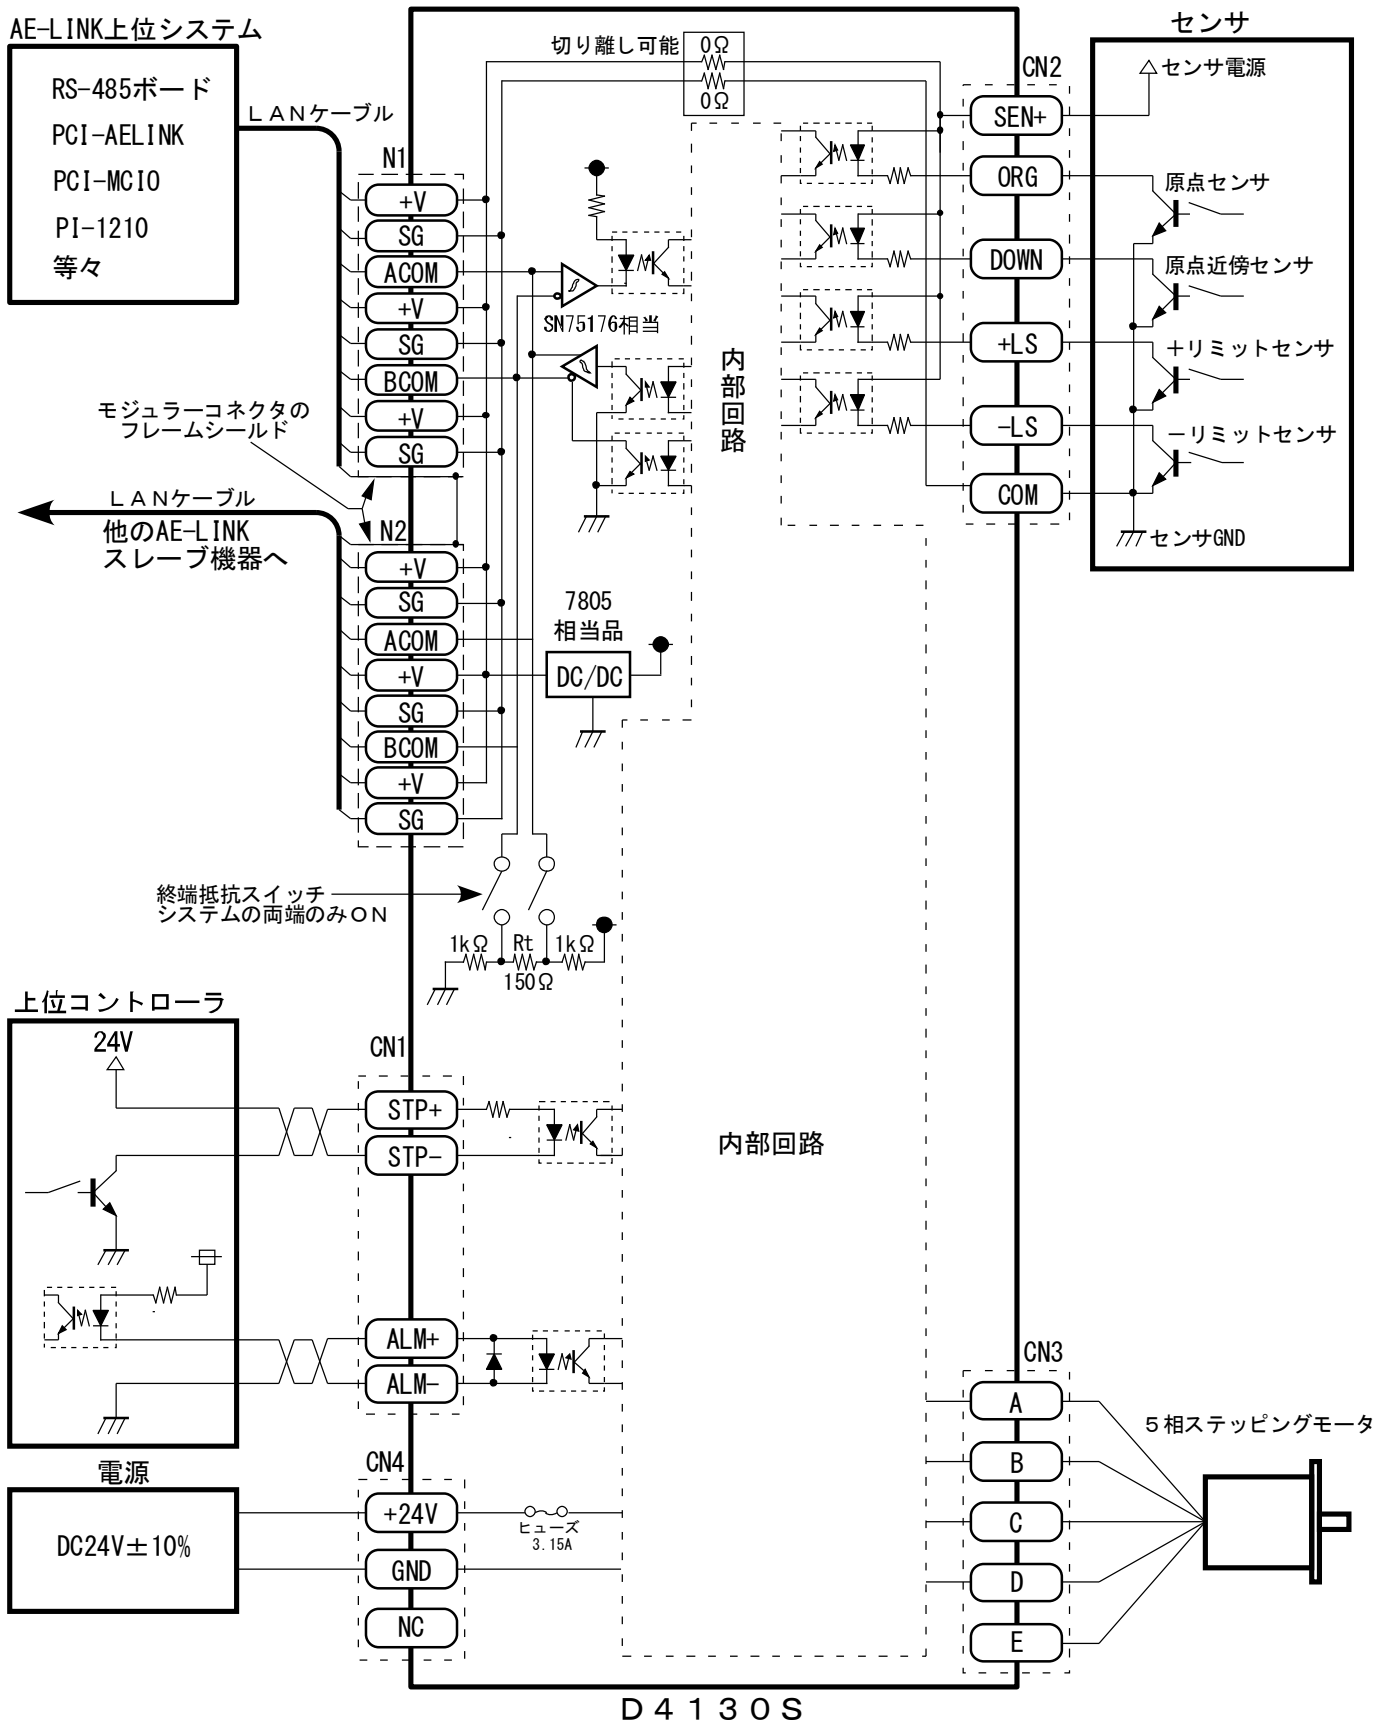 AE-LINK上位システム
RS-485ボード
PCI-AELINK
PCI-MCIO
PI-1210
等々
LANケーブル
N1
+V
SG
ACOM
+V
SG
BCOM
+V
SG
モジュラーコネクタの
フレームシールド
LANケーブル
他のAE-LINK
スレーブ機器へ
N2
+V
SG
ACOM
+V
SG
BCOM
+V
SG
切り離し可能
0Ω
0Ω
SN75176相当
7805
相当品
DC/DC
内部回路
終端抵抗スイッチ
システムの両端のみON
1kΩ
Rt
1kΩ
150Ω
CN2
SEN+
ORG
DOWN
+LS
-LS
COM
センサ
センサ電源
原点センサ
原点近傍センサ
+リミットセンサ
-リミットセンサ
センサGND
上位コントローラ
24V
CN1
STP+
STP-
ALM+
ALM-
内部回路
電源
DC24V±10%
CN4
+24V
GND
NC
ヒューズ
3.15A
CN3
A
B
C
D
E
5相ステッピングモータ
D4130S